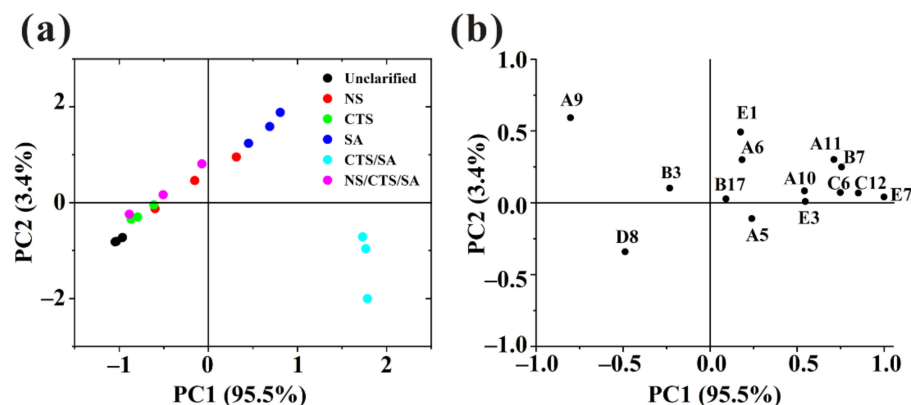 (a)
PC2 (3.4%)
2
0
−2
−1
0
1
2
PC1 (95.5%)
Unclarified
NS
CTS
SA
CTS/SA
NS/CTS/SA
(b)
PC2 (3.4%)
1.0
0.5
0.0
−0.5
−1.0
−1.0
−0.5
0.0
0.5
1.0
PC1 (95.5%)
A9
E1
A6
A11
B7
B3
B17
A10
C6
C12
E7
E3
A5
D8